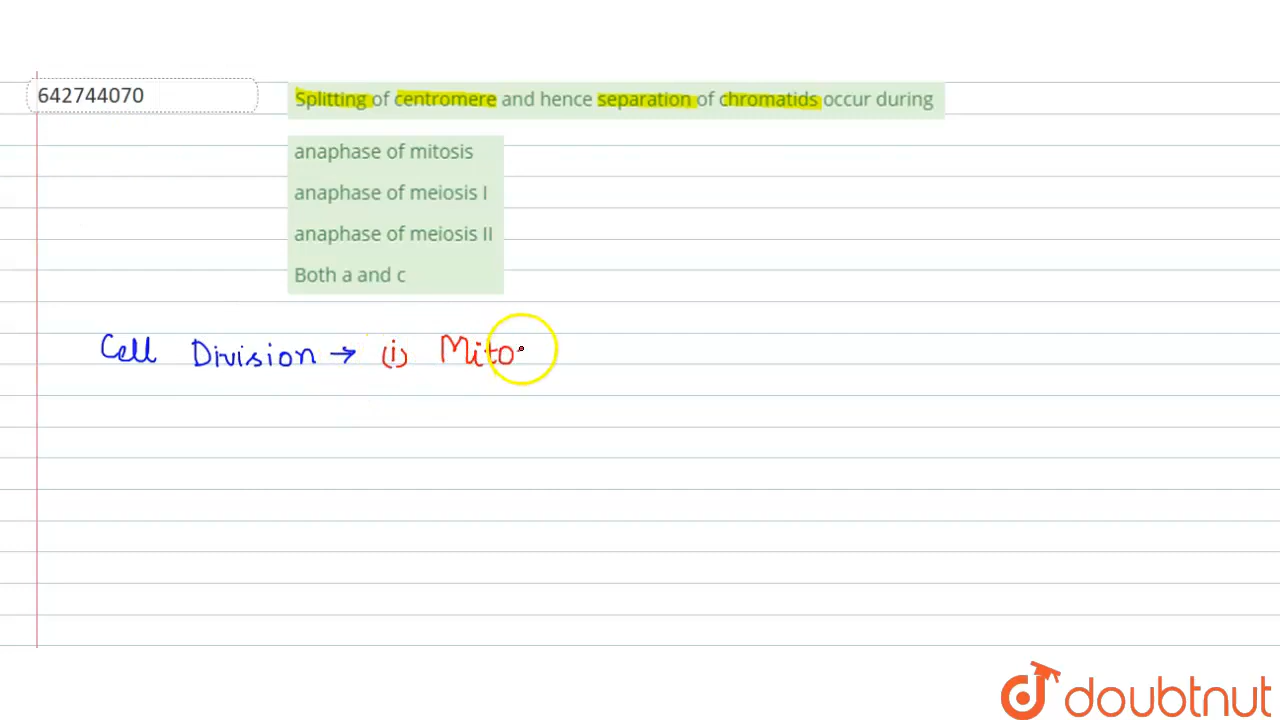 642744070
Splitting of centromere and hence separation of chromatids occur during
anaphase of mitosis
anaphase of meiosis I
anaphase of meiosis II
Both a and c
Cell Division → (i) Mito
doubtnut